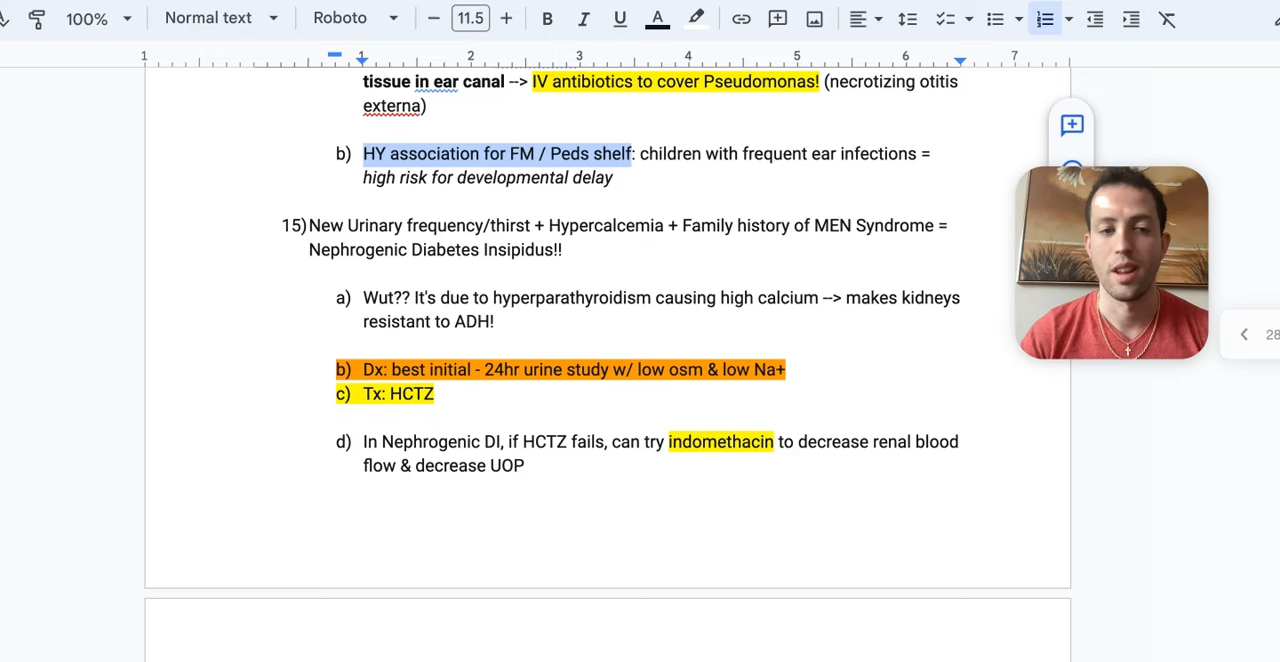 100% Normal text Roboto - 11.5 + B I U A
1 1 2 3 4 5 6 7
tissue in ear canal --> IV antibiotics to cover Pseudomonas! (necrotizing otitis
externa)
b) HY association for FM / Peds shelf: children with frequent ear infections =
high risk for developmental delay
15) New Urinary frequency/thirst + Hypercalcemia + Family history of MEN Syndrome =
Nephrogenic Diabetes Insipidus!!
a) Wut?? It's due to hyperparathyroidism causing high calcium --> makes kidneys
resistant to ADH!
b) Dx: best initial - 24hr urine study w/ low osm & low Na+
c) Tx: HCTZ
d) In Nephrogenic DI, if HCTZ fails, can try indomethacin to decrease renal blood
flow & decrease UOP
28